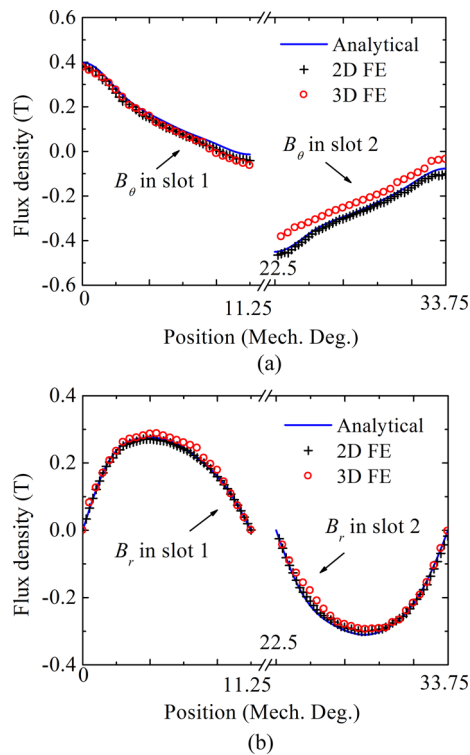 (a)
0.6
0.4
0.2
0.0
-0.2
-0.4
-0.6
Flux density (T)
Analytical
2D FE
3D FE
Bθ in slot 1
Bθ in slot 2
22.5
0
11.25
33.75
Position (Mech. Deg.)
(a)
0.4
0.2
0.0
-0.2
-0.4
Flux density (T)
Analytical
2D FE
3D FE
Br in slot 1
Br in slot 2
22.5
0
11.25
33.75
Position (Mech. Deg.)
(b)